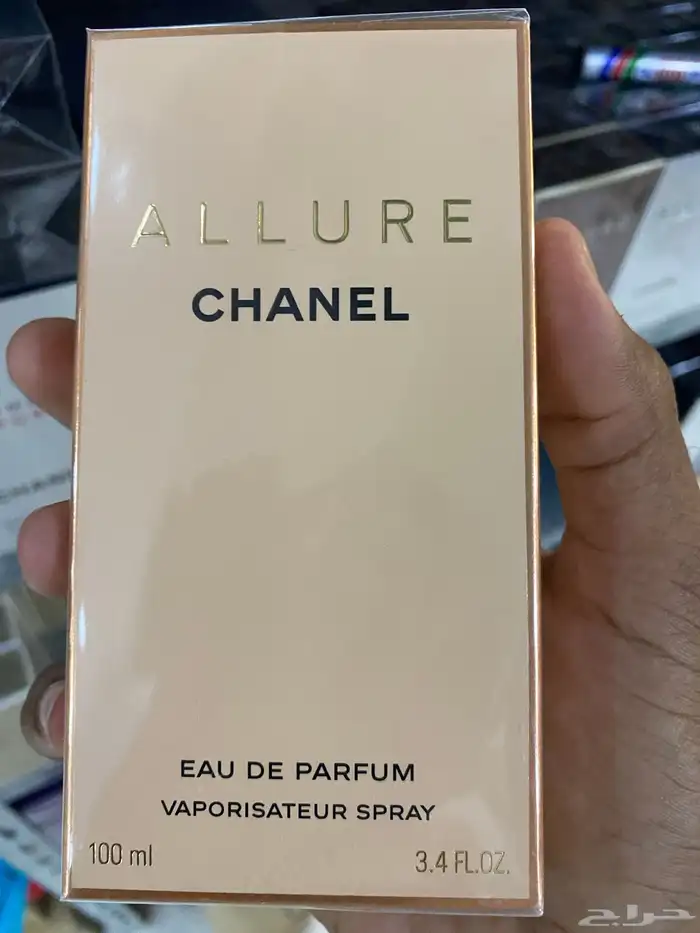 ALLURE
CHANEL
EAU DE PARFUM
VAPORISATEUR SPRAY
100 ml
3.4 FL.OZ.
حراج